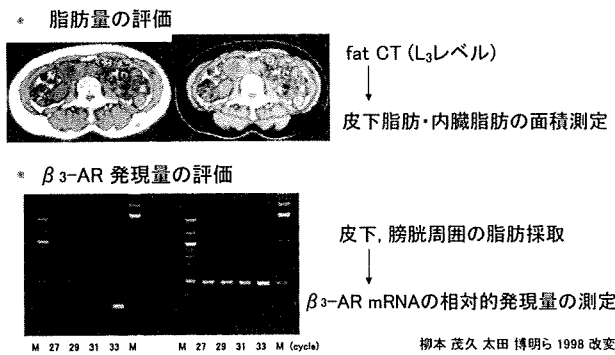 * 脂肪量の評価
fat CT (L₃レベル)
皮下脂肪・内臓脂肪の面積測定
* β₃-AR 発現量の評価
皮下, 膀胱周囲の脂肪採取
β₃-AR mRNAの相対的発現量の測定
M 27 29 31 33 M M 27 29 31 33 M (cycle)
柳本 茂久 太田 博明ら 1998 改変